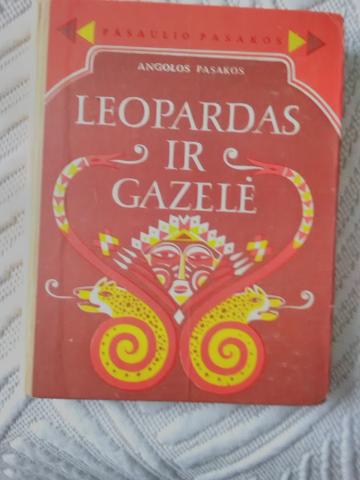 PASAULIO PASAKOS
ANGOLOS PASAKOS
LEOPARDAS
IR
GAZELĖ